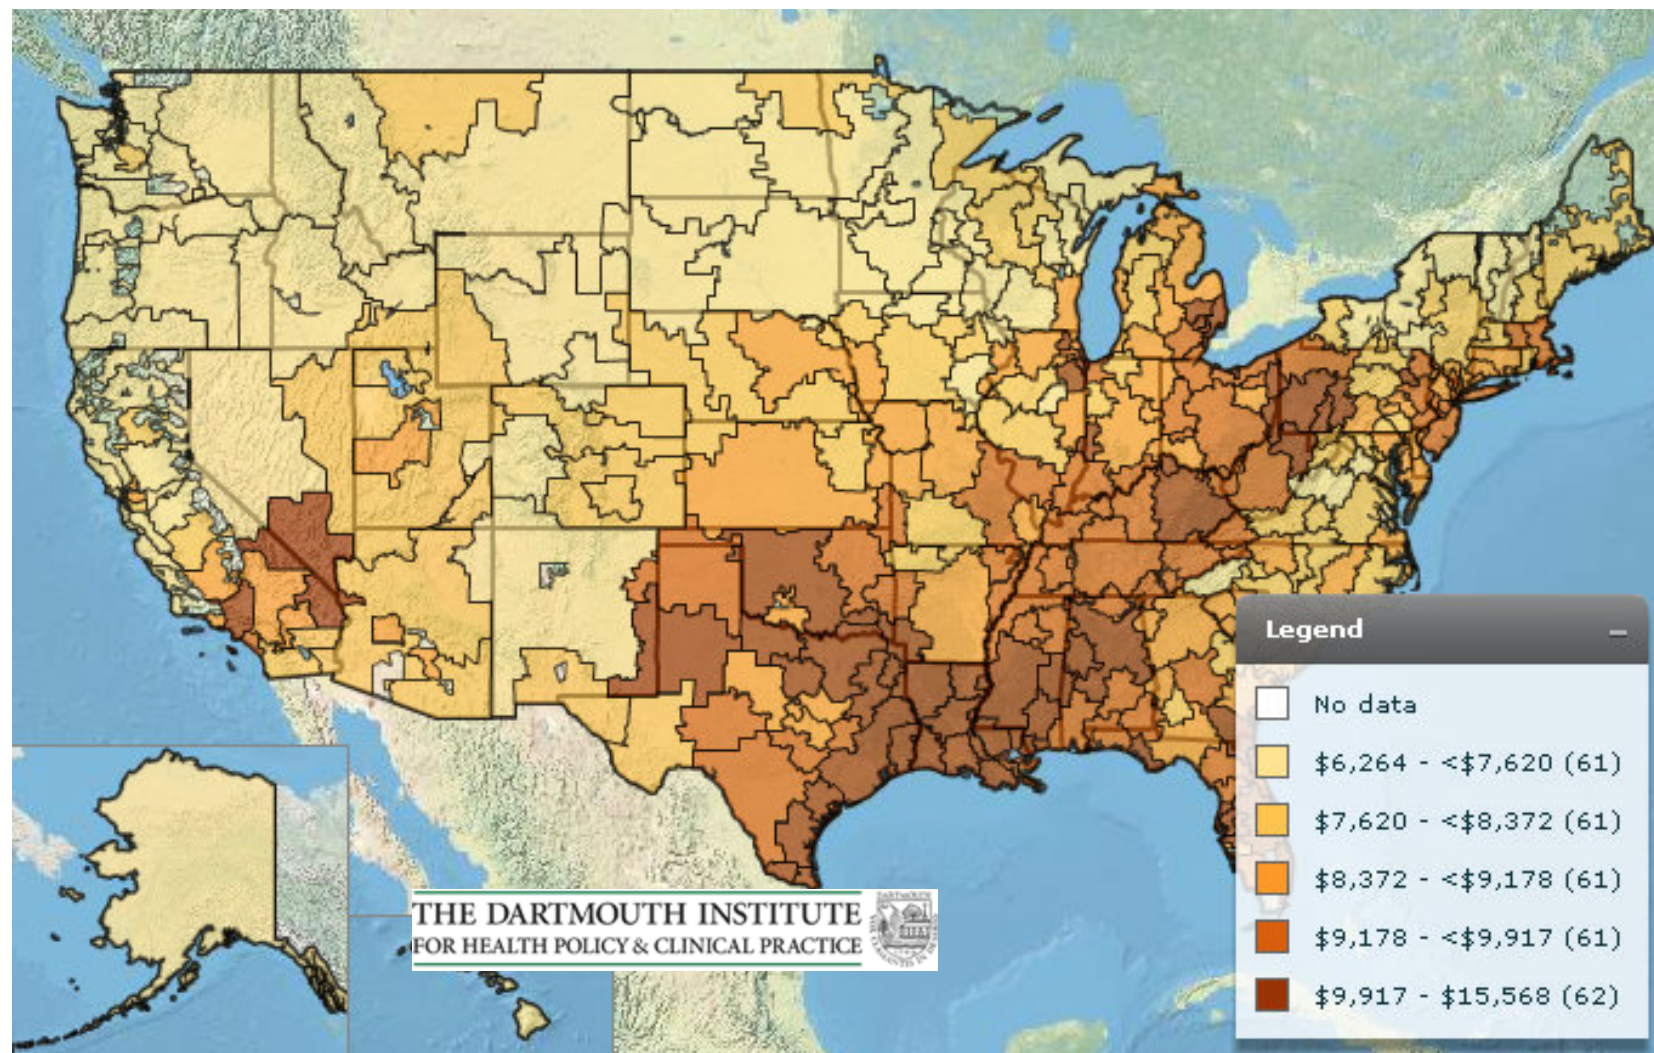 Legend
No data
$6,264 - <$7,620 (61)
$7,620 - <$8,372 (61)
$8,372 - <$9,178 (61)
$9,178 - <$9,917 (61)
$9,917 - $15,568 (62)
THE DARTMOUTH INSTITUTE
FOR HEALTH POLICY & CLINICAL PRACTICE